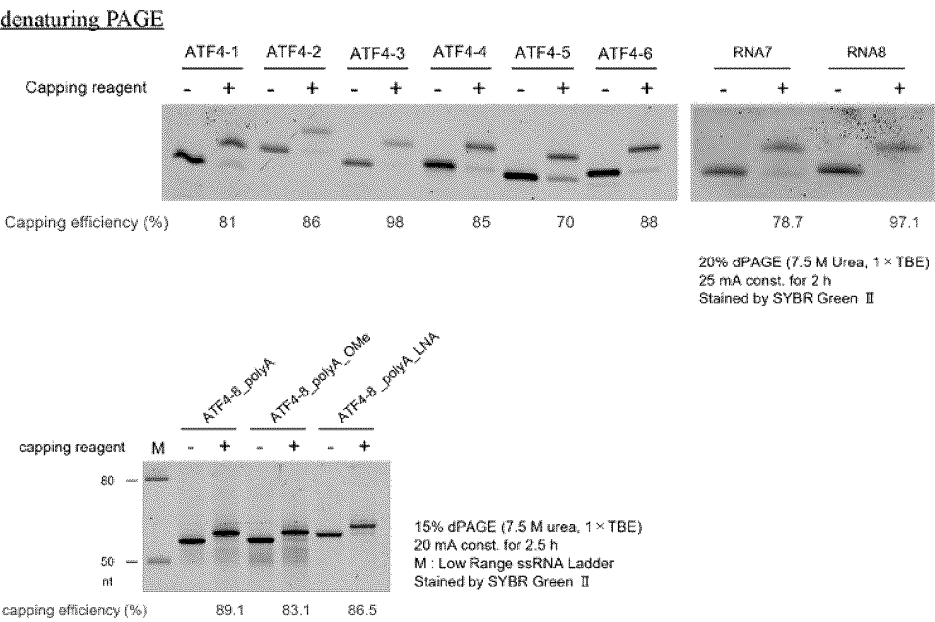 denaturing PAGE
ATF4-1 ATF4-2 ATF4-3 ATF4-4 ATF4-5 ATF4-6 RNA7 RNA8
Capping reagent - + - + - + - + - + - + - + - +
Capping efficiency (%) 81 86 98 85 70 88 78.7 97.1
20% dPAGE (7.5 M Urea, 1×TBE)
25 mA const. for 2 h
Stained by SYBR Green Ⅱ
ATF4-8_polyA ATF4-8_polyA_OMe ATF4-8_polyA_LNA
capping reagent M - + - + - +
80
50
nt
15% dPAGE (7.5 M urea, 1×TBE)
20 mA const. for 2.5 h
M : Low Range ssRNA Ladder
Stained by SYBR Green Ⅱ
capping efficiency (%) 89.1 83.1 86.5